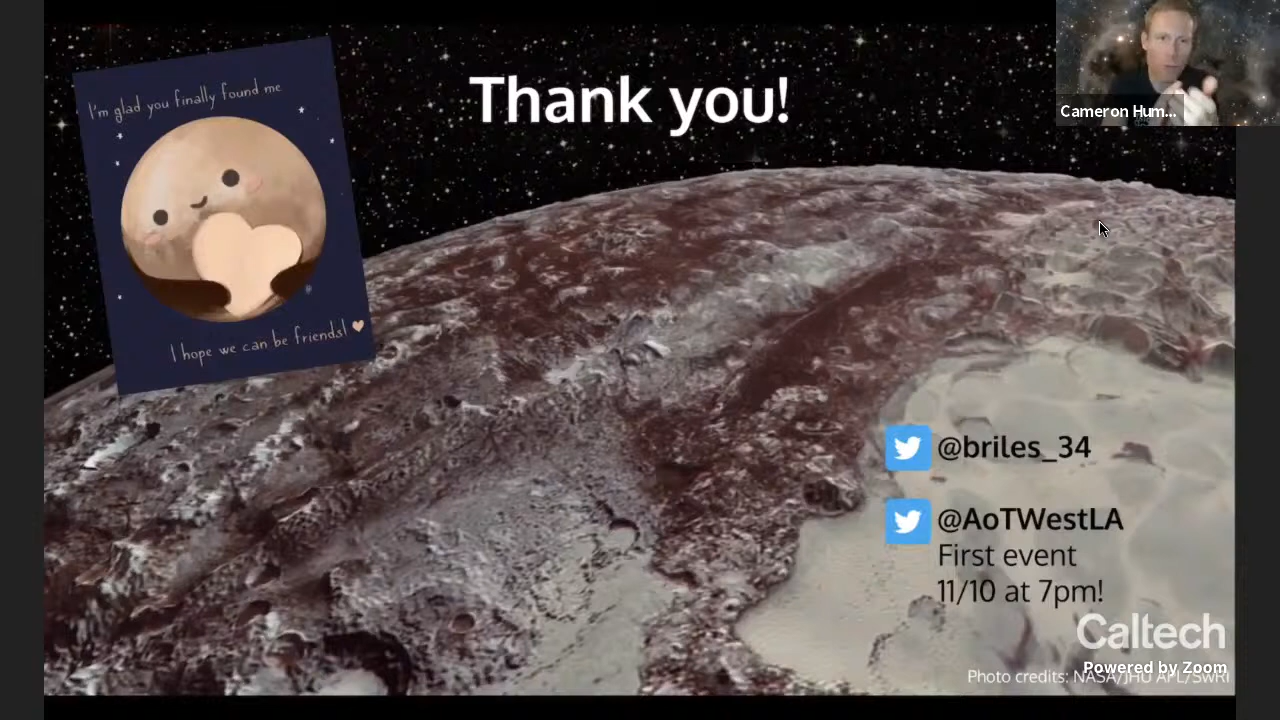 I'm glad you finally found me
Thank you!
Cameron Hum...
I hope we can be friends!
@briles_34
@AoTWestLA
First event
11/10 at 7pm!
Caltech
Powered by Zoom
Photo credits: NASA/JHU APL/SwRI